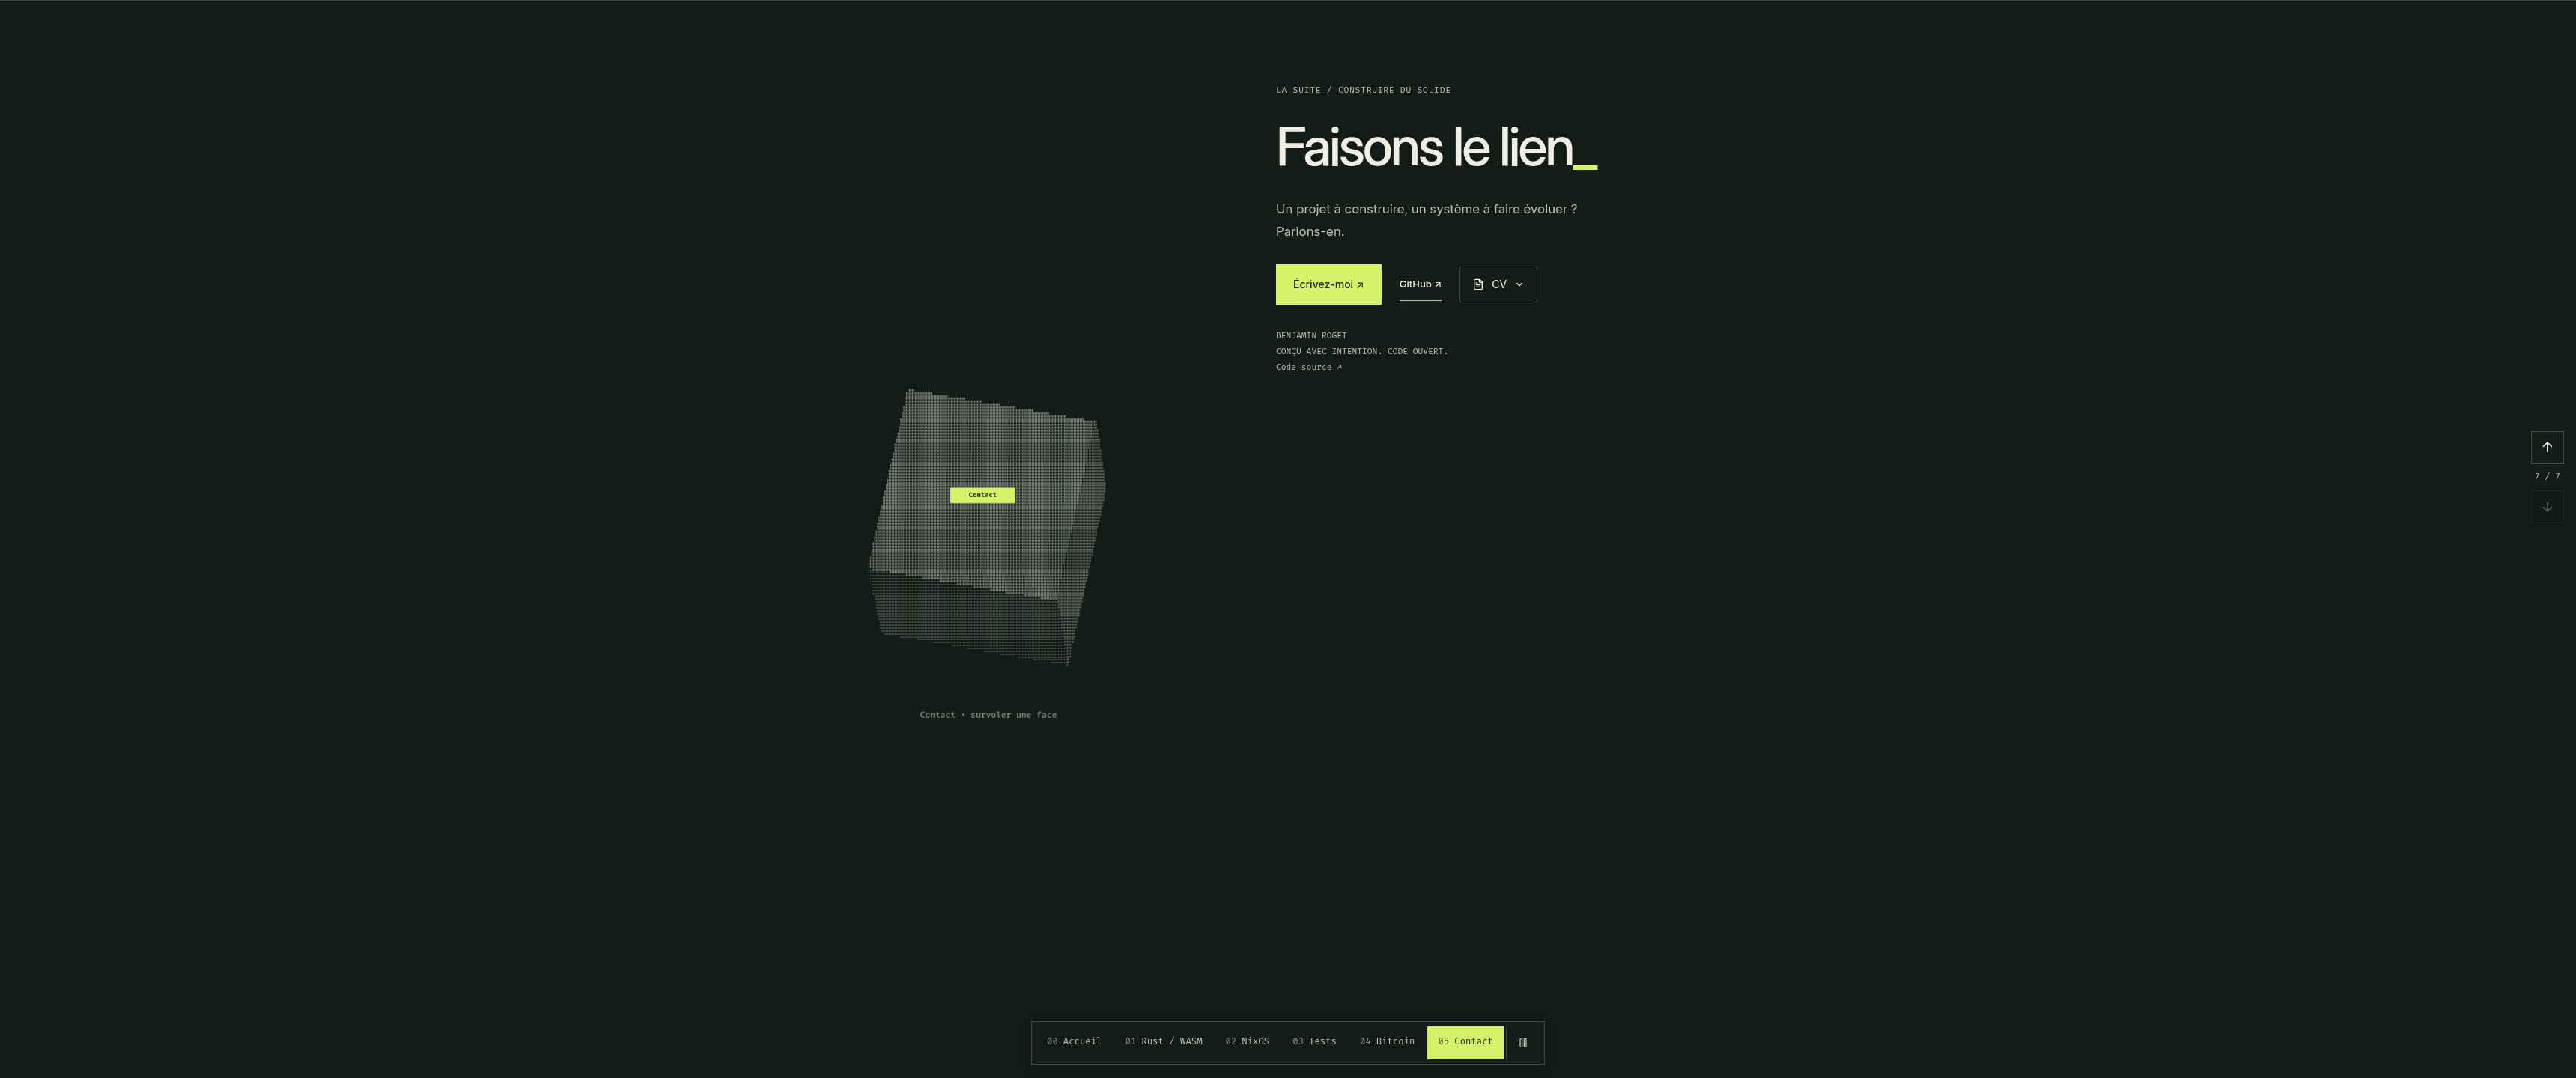 LA SUITE / CONSTRUIRE DU SOLIDE
Faisons le lien_
Un projet à construire, un système à faire évoluer ?
Parlons-en.
Écrivez-moi ↗
GitHub ↗
CV
BENJAMIN ROGET
CONÇU AVEC INTENTION. CODE OUVERT.
Code source ↗
Contact
7 / 7
Contact · survoler une face
00 Accueil
01 Rust / WASM
02 NixOS
03 Tests
04 Bitcoin
05 Contact